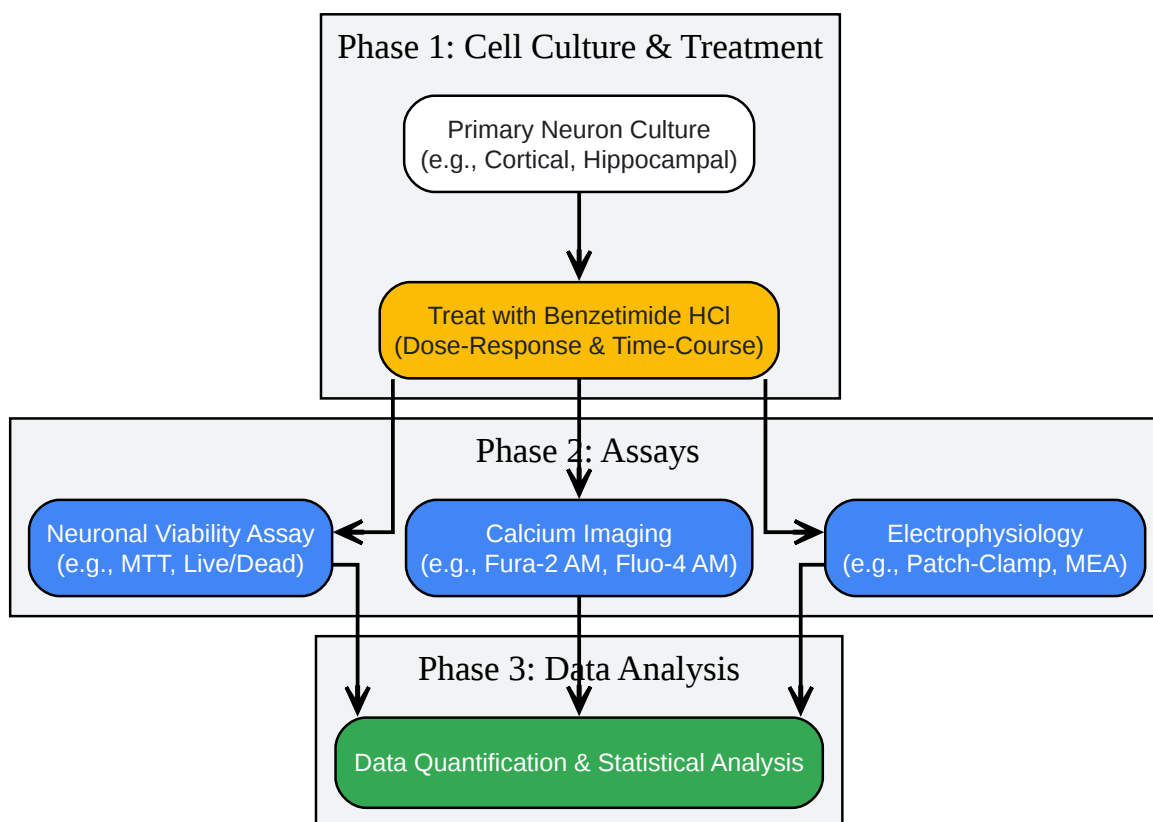 Phase 1: Cell Culture & Treatment
Primary Neuron Culture
(e.g., Cortical, Hippocampal)
Treat with Benzetimide HCl
(Dose-Response & Time-Course)
Phase 2: Assays
Neuronal Viability Assay
(e.g., MTT, Live/Dead)
Calcium Imaging
(e.g., Fura-2 AM, Fluo-4 AM)
Electrophysiology
(e.g., Patch-Clamp, MEA)
Phase 3: Data Analysis
Data Quantification & Statistical Analysis